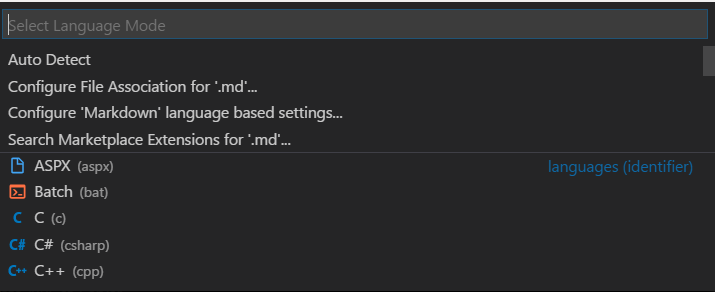 Select Language Mode
Auto Detect
Configure File Association for '.md'...
Configure 'Markdown' language based settings...
Search Marketplace Extensions for '.md'...
ASPX (aspx) languages (identifier)
Batch (bat)
C C (c)
C# C# (csharp)
C++ C++ (cpp)